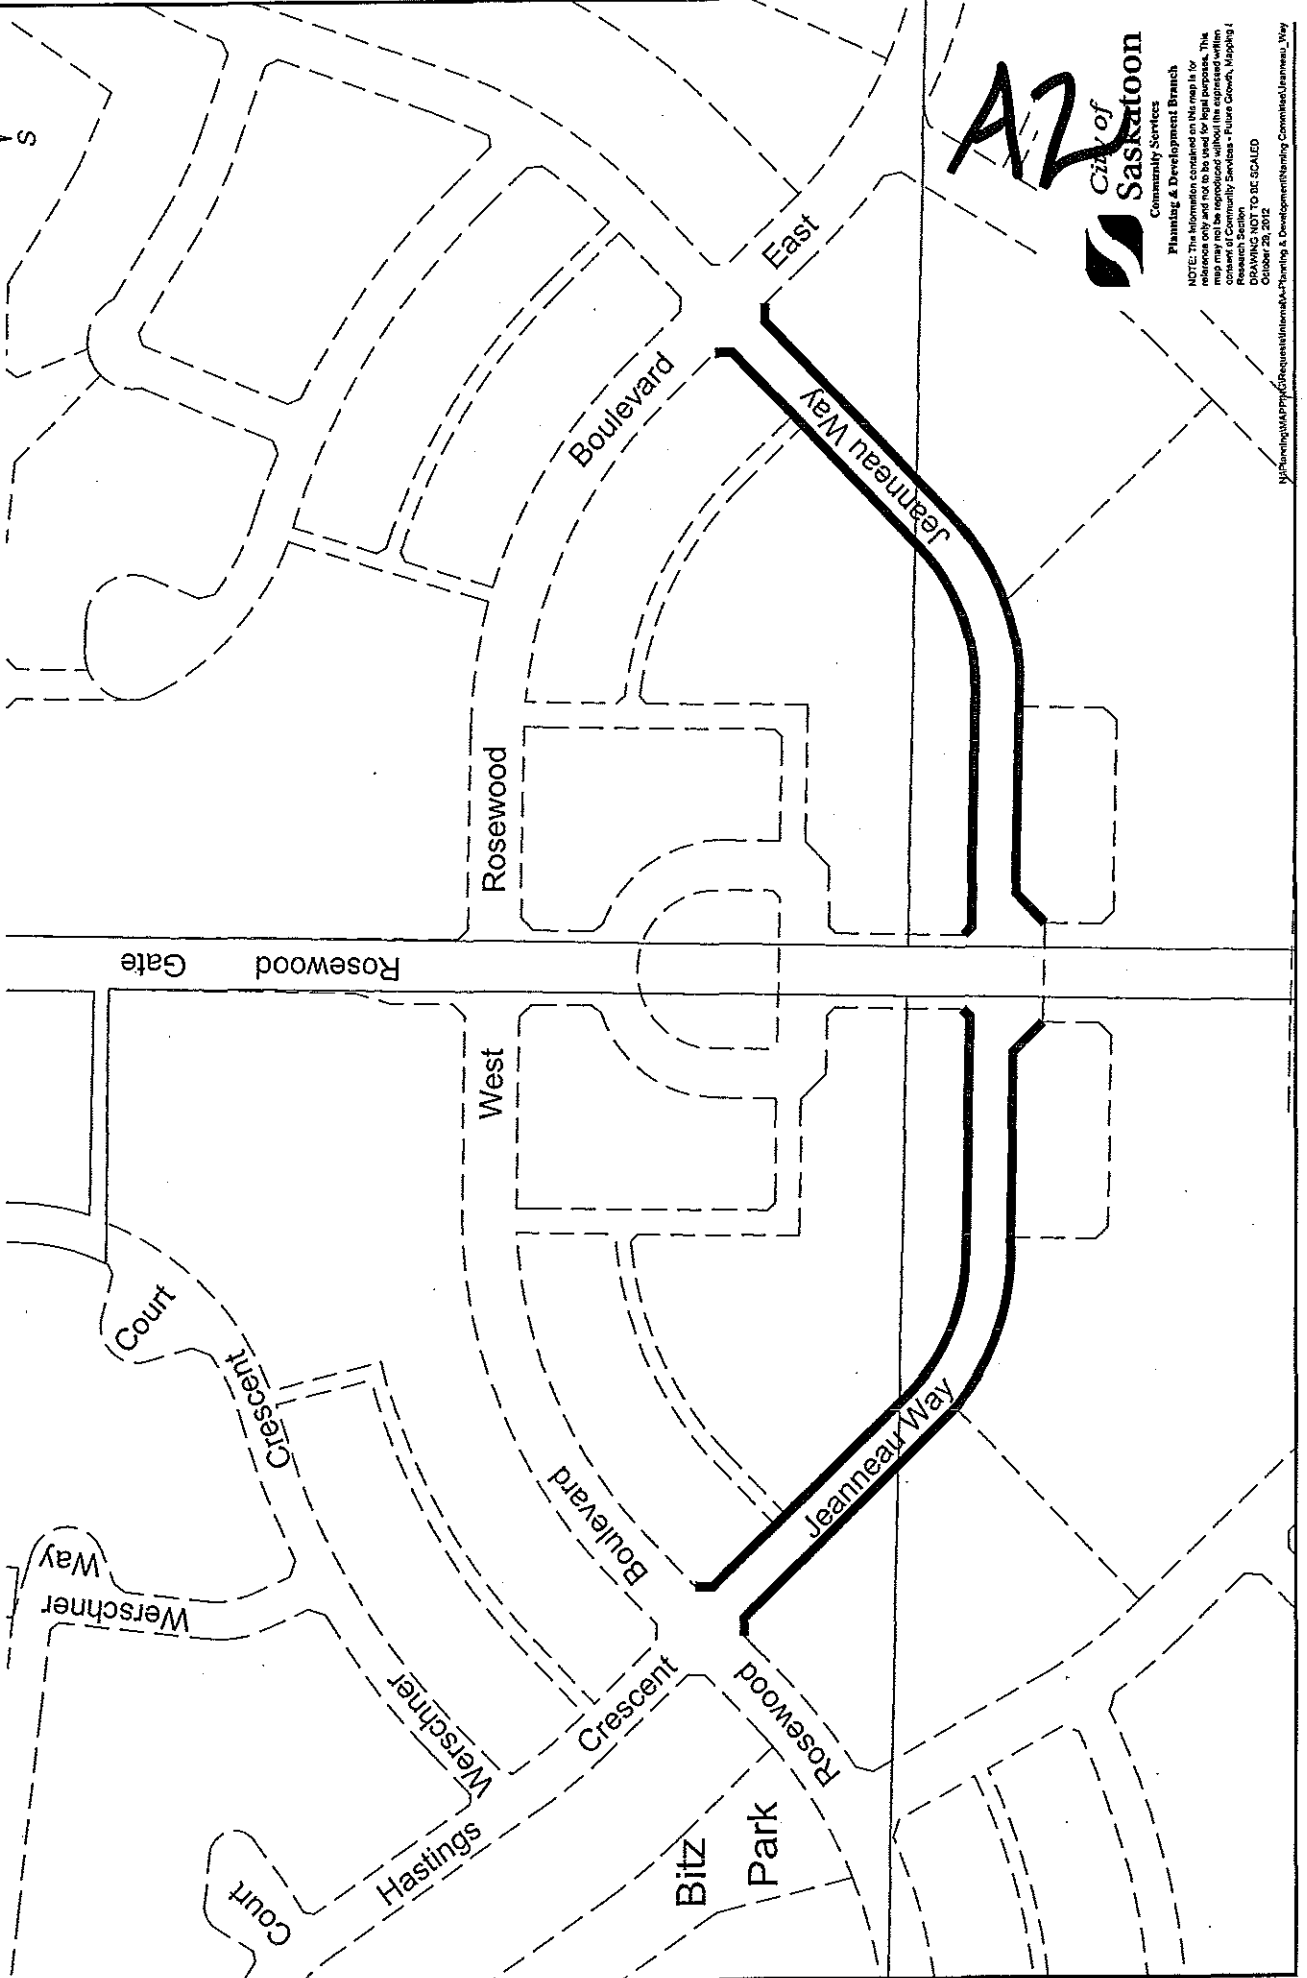 S
A2
City of
Saskatoon
Community Services
Planning & Development Branch
NOTE: The information contained on this map is for
reference only and not to be used for legal purposes. This
map may not be reproduced without the expressed written
consent of Community Services - Future Growth, Mapping &
Research Section
DRAWING NOT TO BE SCALED
October 29, 2012
East
Boulevard
Jeanneau Way
Rosewood
Rosewood Gate
West
Court
Crescent
Boulevard
Jeanneau Way
Werschner Way
Werschner
Crescent
Rosewood
Hastings
Court
Bitz
Park